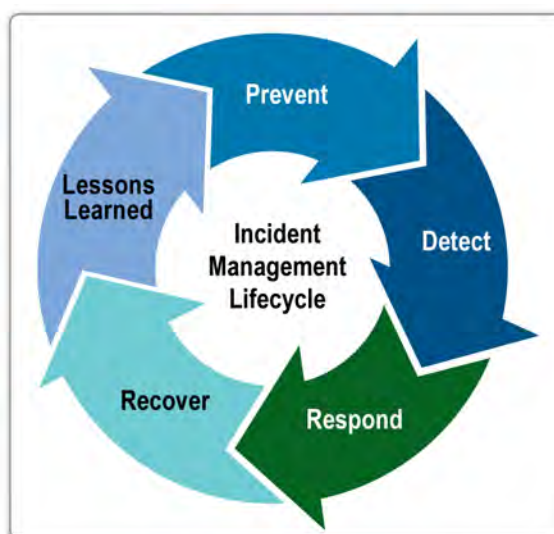 Prevent
Detect
Respond
Recover
Lessons
Learned
Incident
Management
Lifecycle